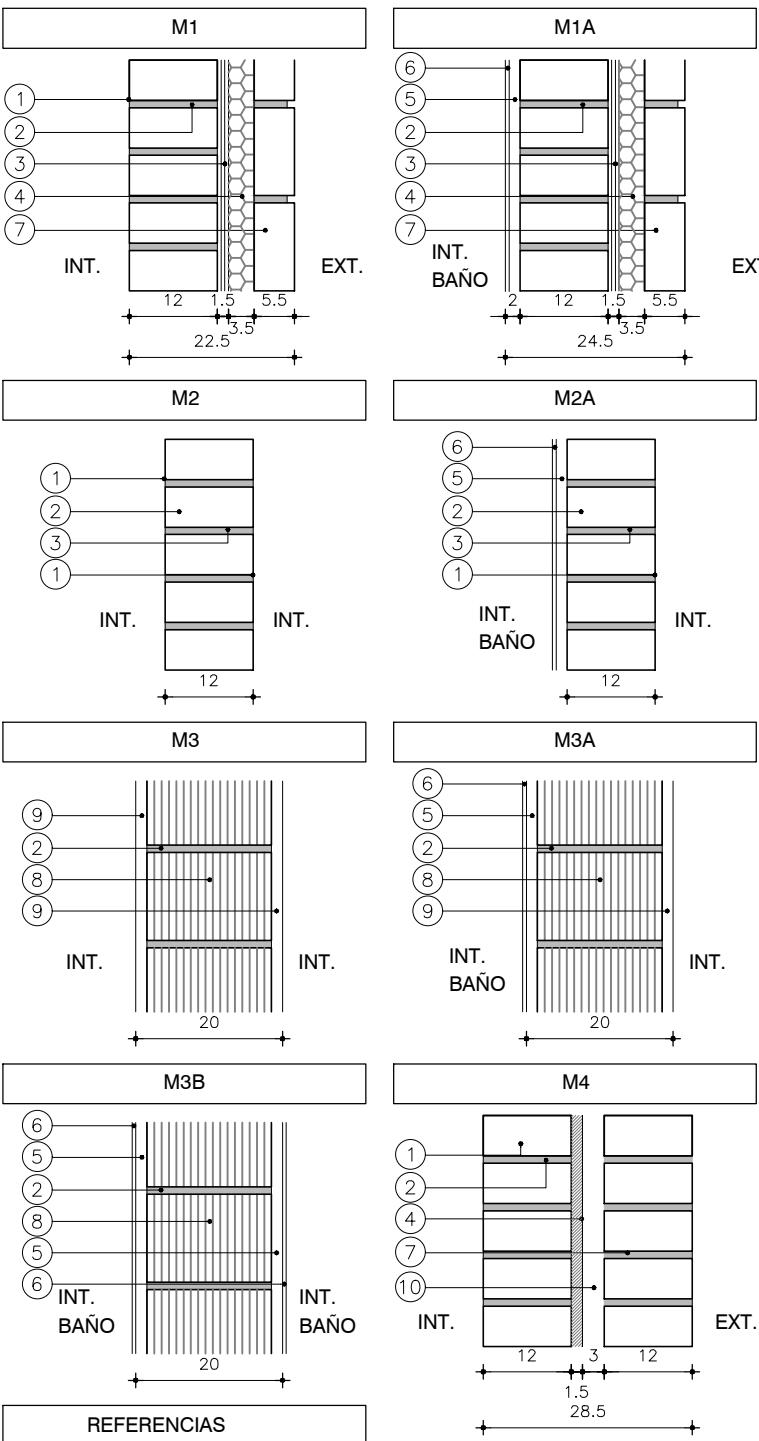 M1
1
2
3
4
7
INT.
EXT.
12 1.5 5.5
3.5
22.5
M1A
6
5
2
3
4
7
INT.
BAÑO
2 12 1.5 5.5
3.5
24.5
M2
1
2
3
1
INT.
INT.
12
M2A
6
5
2
3
1
INT.
BAÑO
INT.
12
M3
9
2
8
9
INT.
INT.
20
M3A
6
5
2
8
9
INT.
BAÑO
INT.
20
M3B
6
5
2
8
5
6
INT.
BAÑO
INT.
BAÑO
20
M4
1
2
4
7
10
INT.
EXT.
12 3 12
1.5
28.5
REFERENCIAS